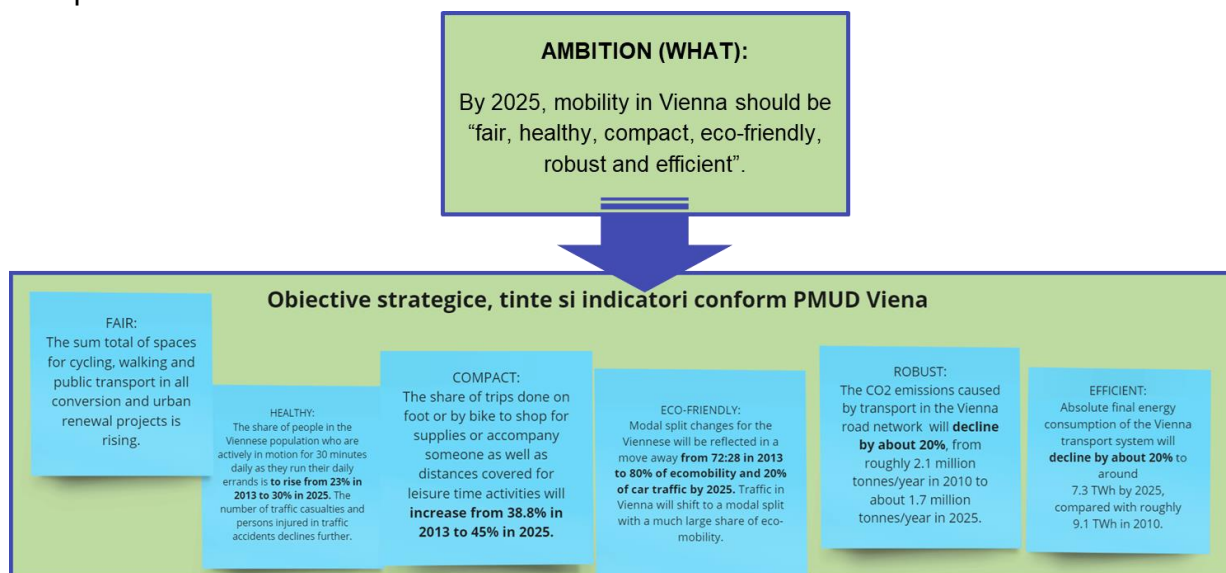 AMBITION (WHAT):
By 2025, mobility in Vienna should be
“fair, healthy, compact, eco-friendly,
robust and efficient”.
Obiective strategice, tinte si indicatori conform PMUD Viena
FAIR:
The sum total of spaces
for cycling, walking and
public transport in all
conversion and urban
renewal projects is
rising.
HEALTHY:
The share of people in the
Viennese population who are
actively in motion for 30 minutes
daily as they run their daily
errands is to rise from 23% in
2013 to 30% in 2025. The
number of traffic casualties and
persons injured in traffic
accidents declines further.
COMPACT:
The share of trips done on
foot or by bike to shop for
supplies or accompany
someone as well as
distances covered for
leisure time activities will
increase from 38.8% in
2013 to 45% in 2025.
ECO-FRIENDLY:
Modal split changes for the
Viennese will be reflected in a
move away from 72:28 in 2013
to 80% of ecomobility and 20%
of car traffic by 2025. Traffic in
Vienna will shift to a modal split
with a much large share of eco-
mobility.
ROBUST:
The CO2 emissions caused
by transport in the Vienna
road network will decline
by about 20%, from
roughly 2.1 million
tonnes/year in 2010 to
about 1.7 million
tonnes/year in 2025.
EFFICIENT:
Absolute final energy
consumption of the Vienna
transport system will
decline by about 20% to
around
7.3 TWh by 2025,
compared with roughly
9.1 TWh in 2010.